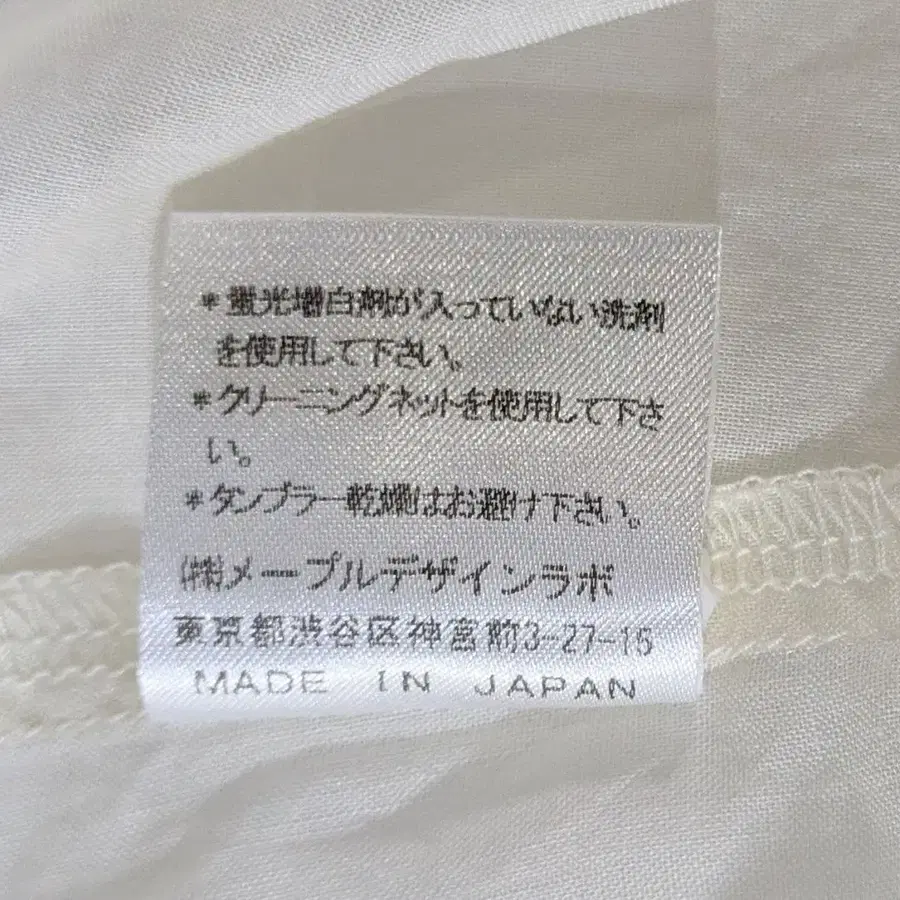 *蛍光増白剤が入っていない洗剤
を使用して下さい。
*クリーニングネットを使用して下さ
い。
*タンブラー乾燥はお避け下さい。
(株)メープルデザインラボ
東京都渋谷区神宮前3-27-15
MADE IN JAPAN